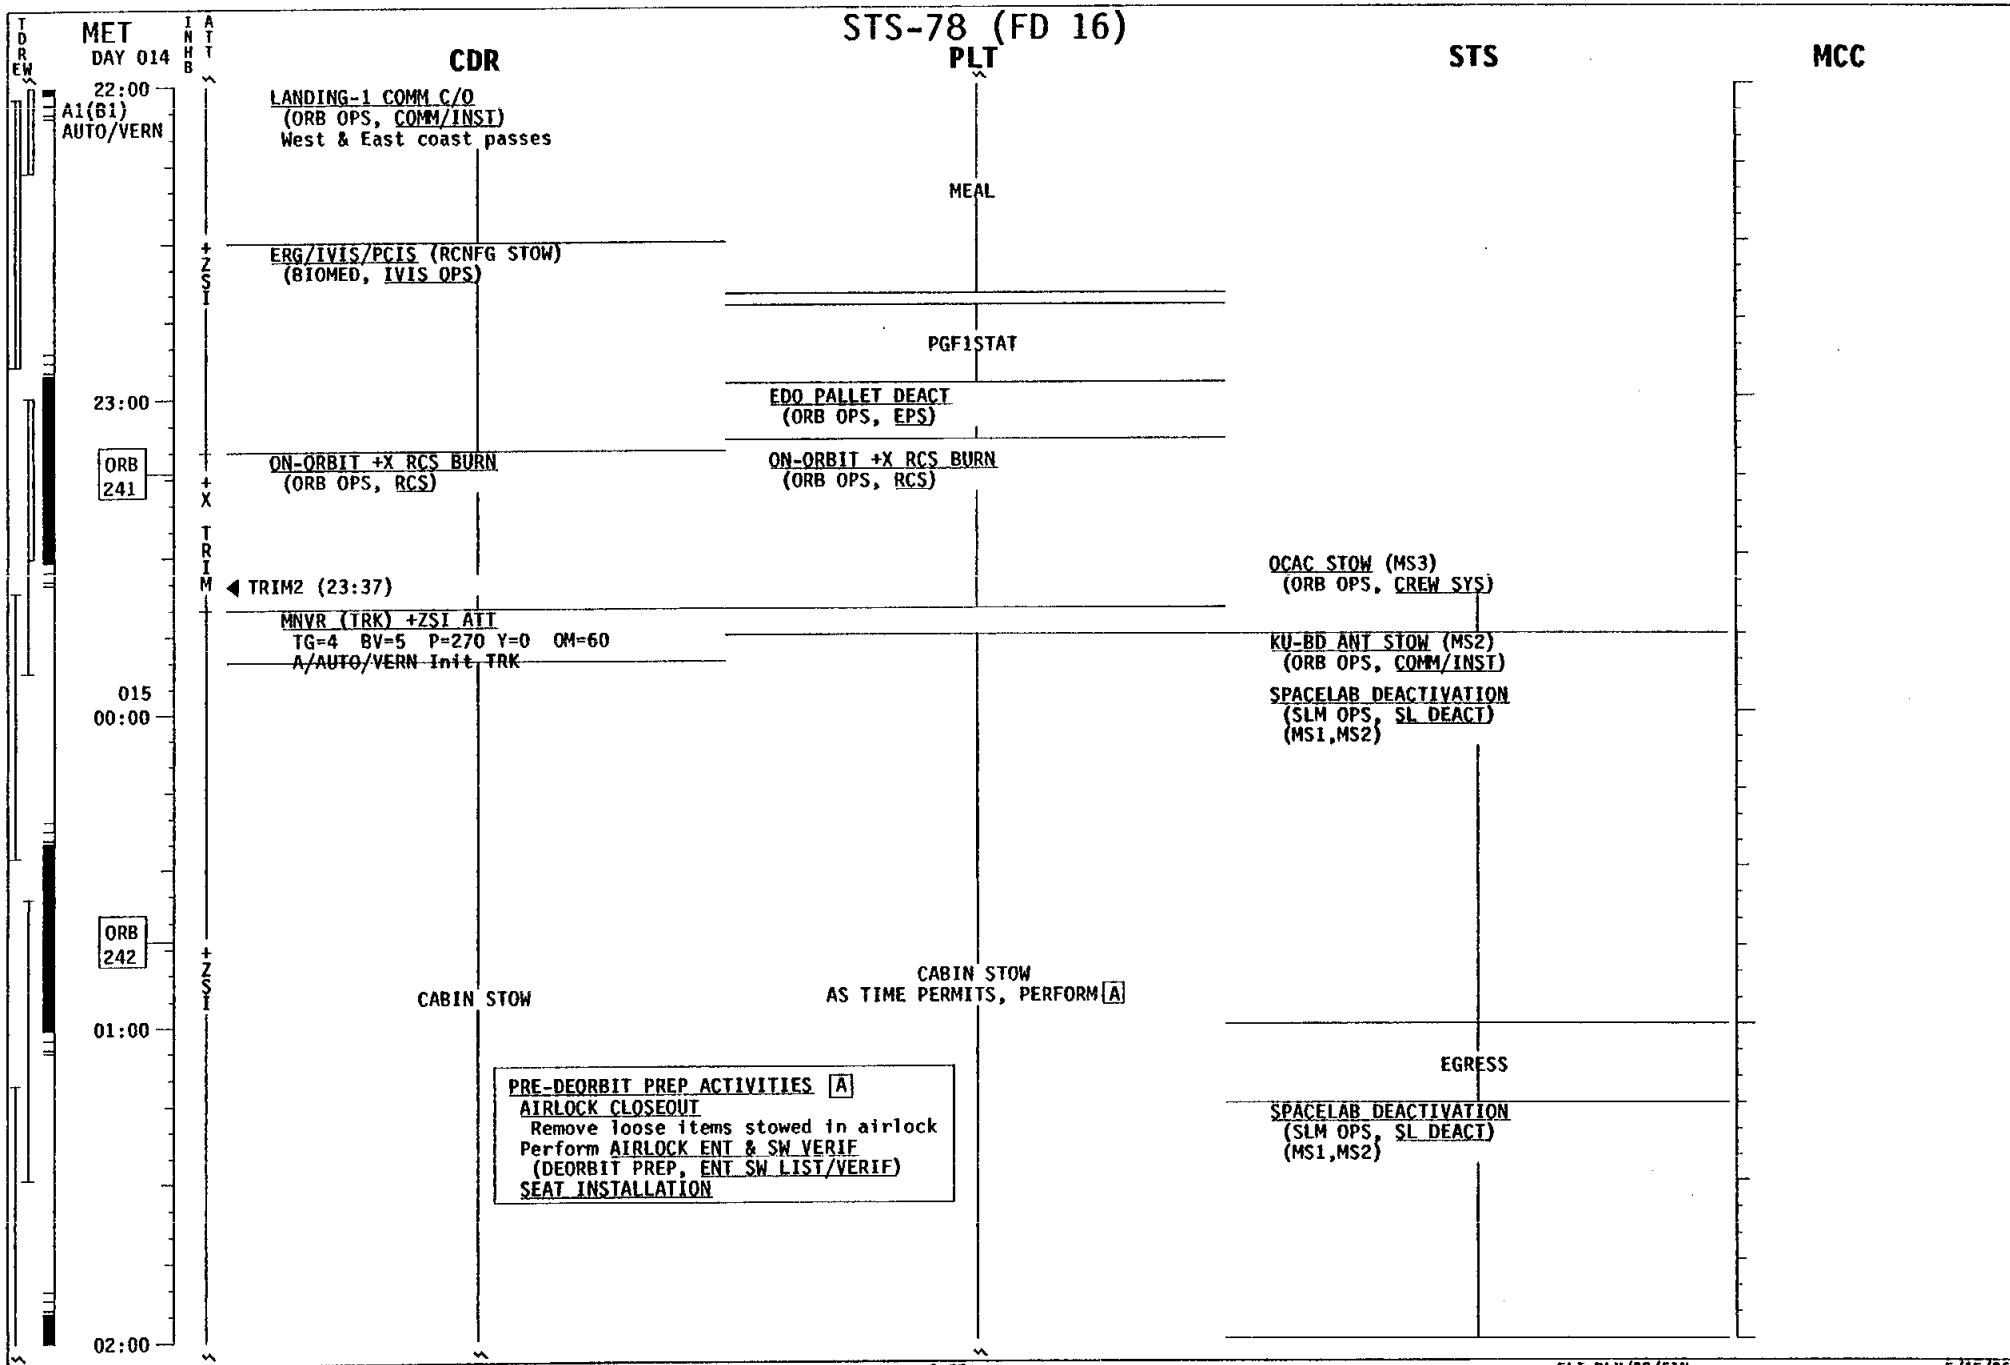 STS-78 (FD 16)
TDRE W
MET
DAY 014
INHB
ATT
CDR
PLT
STS
MCC
22:00
A1(B1)
AUTO/VERN
LANDING-1 COMM C/O
(ORB OPS, COMM/INST)
West & East coast passes
MEAL
+ZSI
ERG/IVIS/PCIS (RCNFG STOW)
(BIOMED, IVIS OPS)
PGF1STAT
23:00
EDO PALLET DEACT
(ORB OPS, EPS)
ORB
241
+X TRIM
ON-ORBIT +X RCS BURN
(ORB OPS, RCS)
ON-ORBIT +X RCS BURN
(ORB OPS, RCS)
OCAC STOW (MS3)
(ORB OPS, CREW SYS)
◄ TRIM2 (23:37)
MNVR (TRK) +ZSI ATT
TG=4 BV=5 P=270 Y=0 OM=60
A/AUTO/VERN Init TRK
KU-BD ANT STOW (MS2)
(ORB OPS, COMM/INST)
015
00:00
SPACELAB DEACTIVATION
(SLM OPS, SL DEACT)
(MS1,MS2)
ORB
242
+ZSI
CABIN STOW
CABIN STOW
AS TIME PERMITS, PERFORM A
01:00
EGRESS
PRE-DEORBIT PREP ACTIVITIES A
AIRLOCK CLOSEOUT
Remove loose items stowed in airlock
Perform AIRLOCK ENT & SW VERIF
(DEORBIT PREP, ENT SW LIST/VERIF)
SEAT INSTALLATION
SPACELAB DEACTIVATION
(SLM OPS, SL DEACT)
(MS1,MS2)
02:00